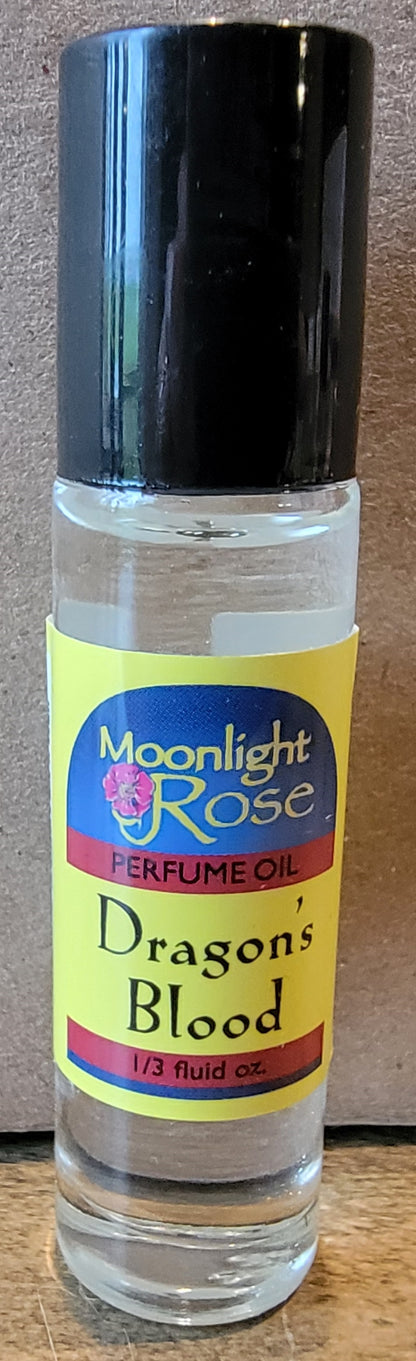 Moonlight
Rose
PERFUME OIL
Dragon's
Blood
1/3 fluid oz.